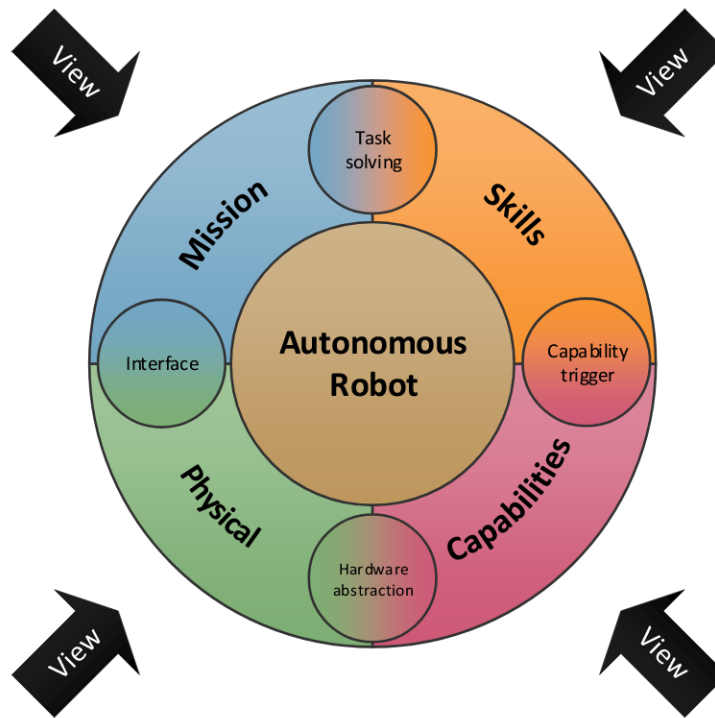 View
View
Task
solving
Mission
Skills
Interface
Autonomous
Robot
Capability
trigger
Physical
Capabilities
Hardware
abstraction
View
View